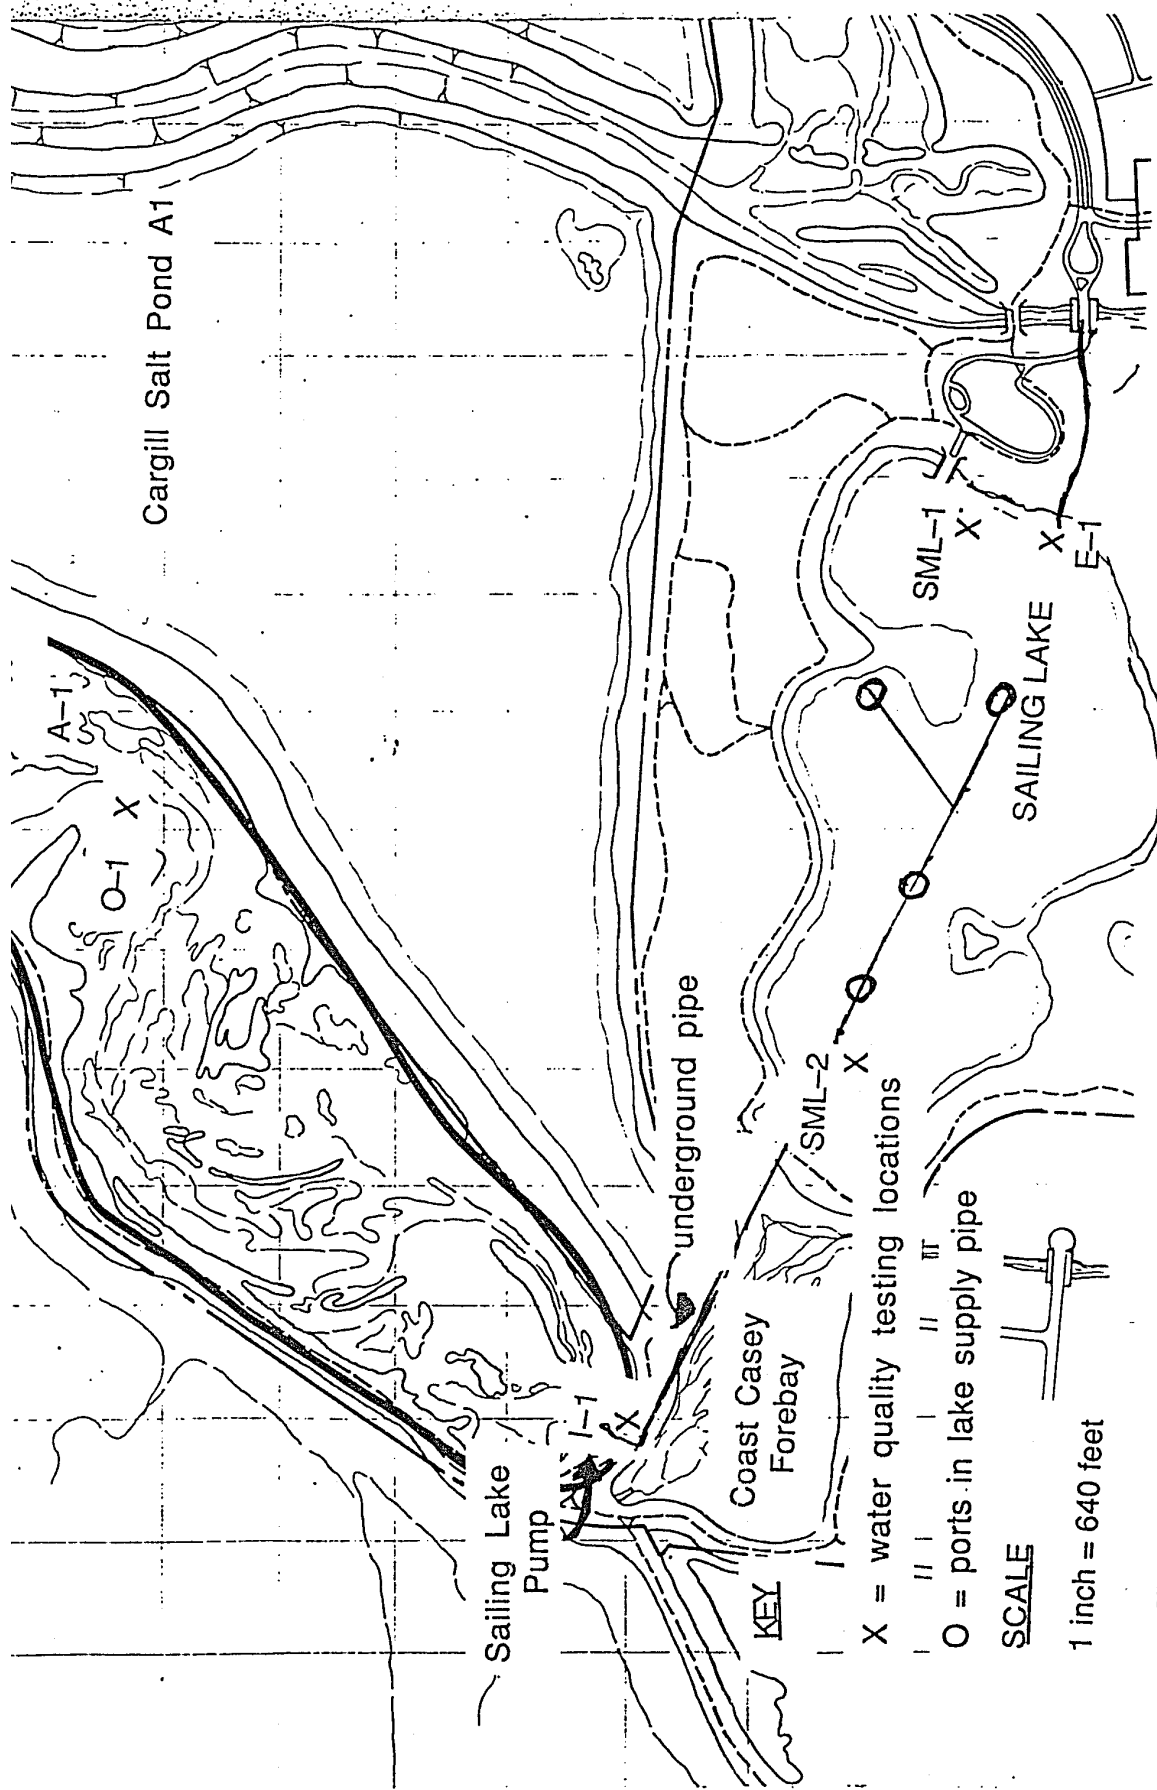 Cargill Salt Pond A1
A-1
X
O-1
Sailing Lake
Pump
I-1
X
underground pipe
Coast Casey
Forebay
SML-2
X
SML-1
X
X
E-1
SAILING LAKE
KEY
X = water quality testing locations
O = ports in lake supply pipe
SCALE
1 inch = 640 feet